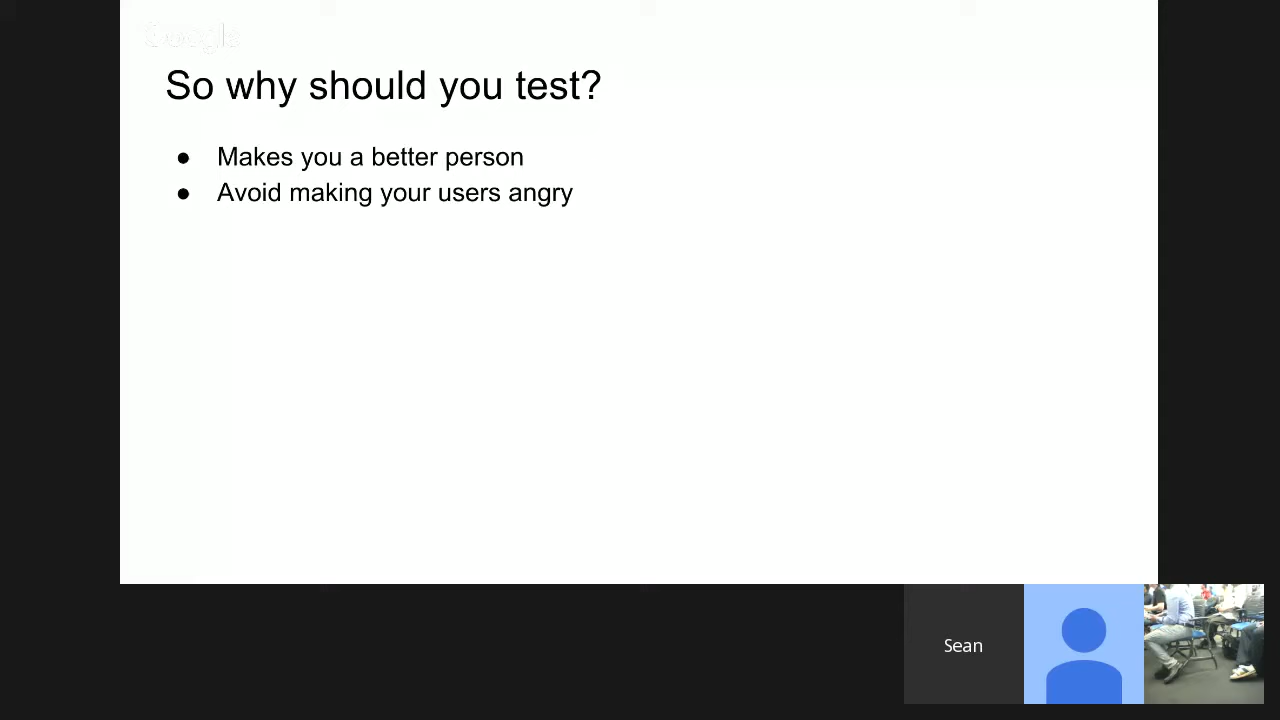 Google
So why should you test?
● Makes you a better person
● Avoid making your users angry
Sean